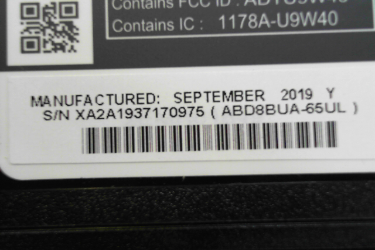 Contains FCC ID :
Contains IC : 1178A-U9W40
MANUFACTURED: SEPTEMBER 2019 Y
S/N XA2A1937170975 ( ABD8BUA-65UL )